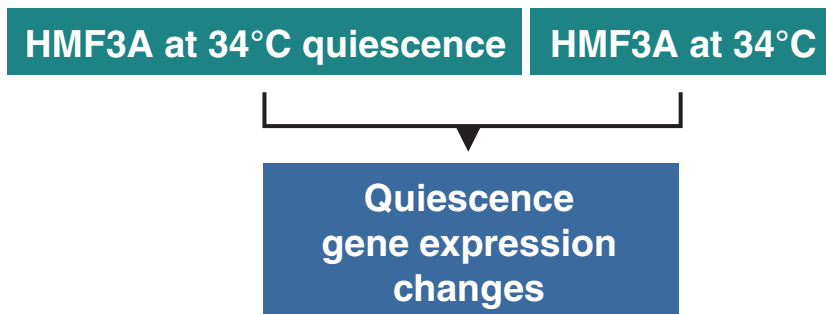 HMF3A at 34°C quiescence
HMF3A at 34°C
Quiescence
gene expression
changes